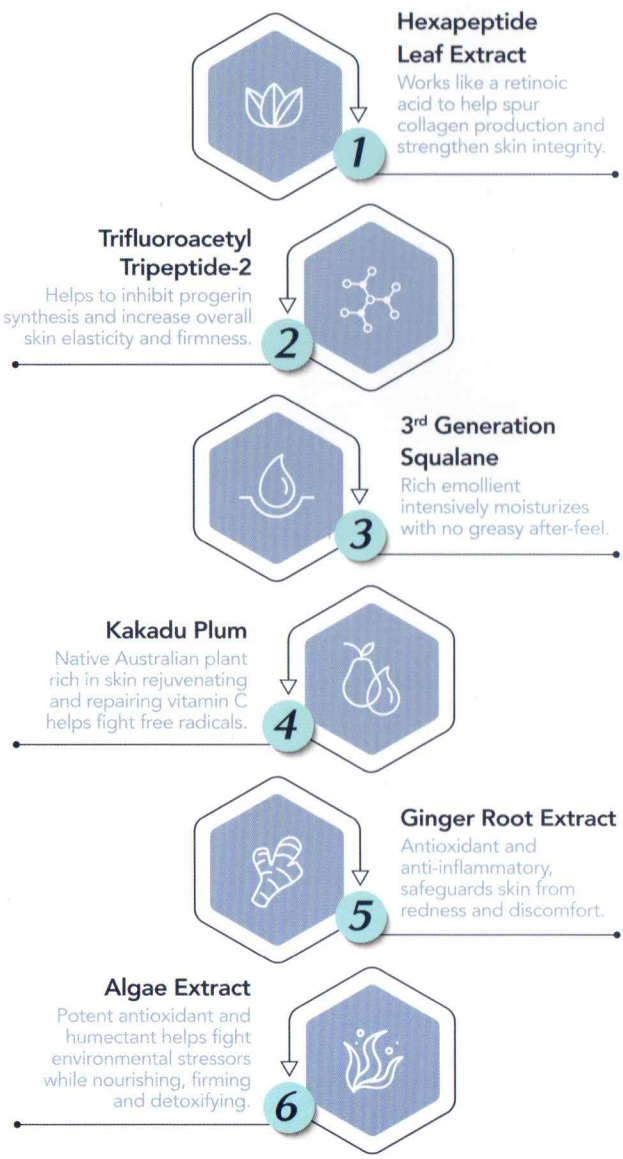 Hexapeptide
Leaf Extract
Works like a retinoic
acid to help spur
collagen production and
strengthen skin integrity.
1
Trifluoroacetyl
Tripeptide-2
Helps to inhibit progerin
synthesis and increase overall
skin elasticity and firmness.
2
3rd Generation
Squalane
Rich emollient
intensively moisturizes
with no greasy after-feel.
3
Kakadu Plum
Native Australian plant
rich in skin rejuvenating
and repairing vitamin C
helps fight free radicals.
4
Ginger Root Extract
Antioxidant and
anti-inflammatory,
safeguards skin from
redness and discomfort.
5
Algae Extract
Potent antioxidant and
humectant helps fight
environmental stressors
while nourishing, firming
and detoxifying.
6